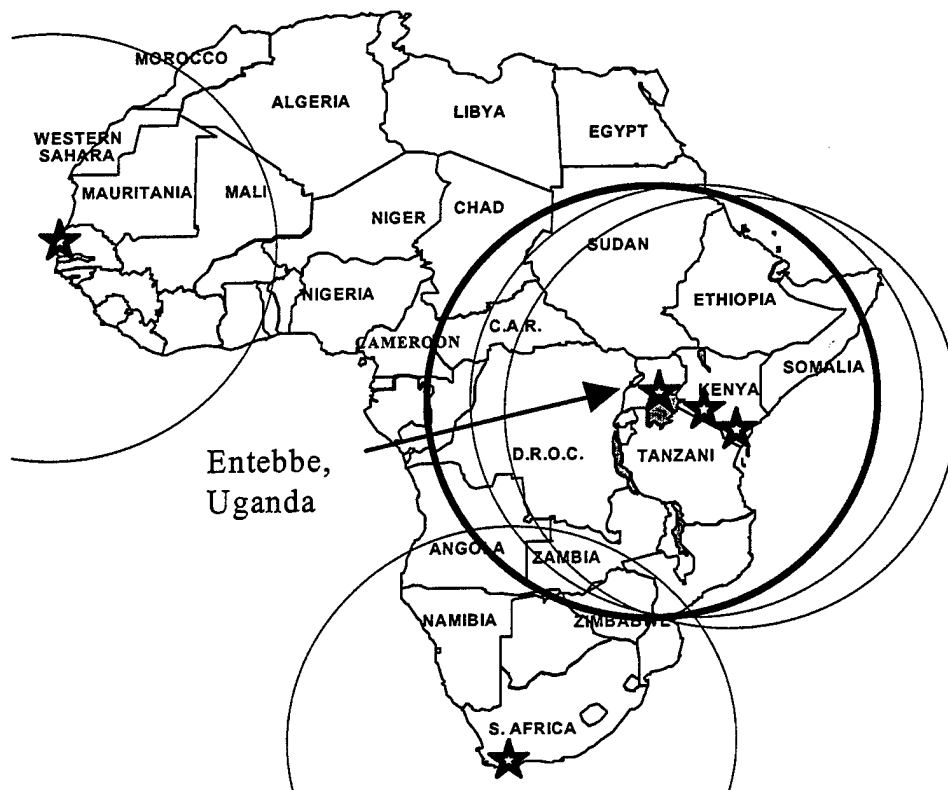 MOROCCO
ALGERIA
LIBYA
EGYPT
WESTERN
SAHARA
MAURITANIA
MALI
NIGER
CHAD
SUDAN
NIGERIA
ETHIOPIA
C.A.R.
CAMEROON
SOMALIA
KENYA
Entebbe,
Uganda
D.R.O.C.
TANZANI
ANGOLA
ZAMBIA
NAMIBIA
ZIMBABWE
S. AFRICA